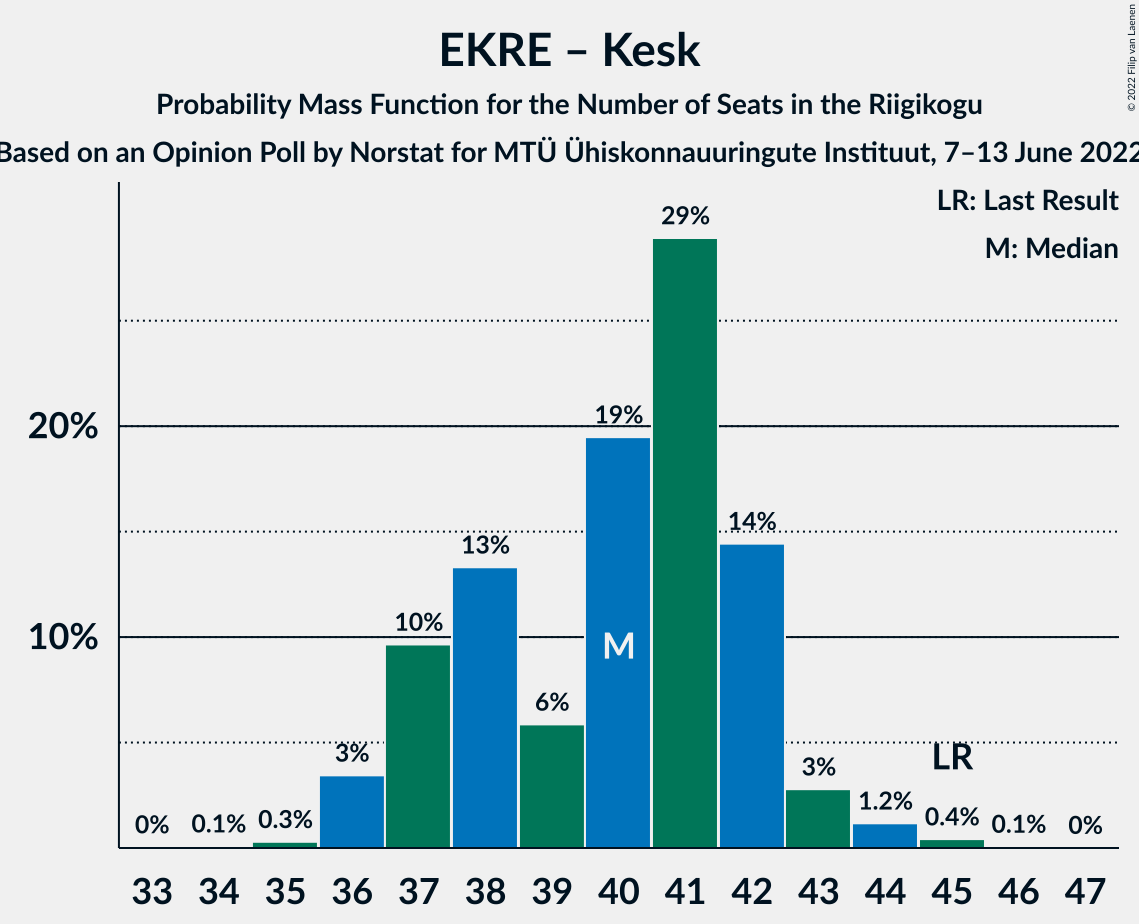 EKRE – Kesk
Probability Mass Function for the Number of Seats in the Riigikogu
Based on an Opinion Poll by Norstat for MTÜ Ühiskonnauuringute Instituut, 7–13 June 2022
© 2022 Filip van Laenen
LR: Last Result
M: Median
29%
20%
19%
14%
13%
10%
10%
M
6%
3%
3%
LR
1.2%
0%
0.1%
0.3%
0.4%
0.1%
0%
33 34 35 36 37 38 39 40 41 42 43 44 45 46 47